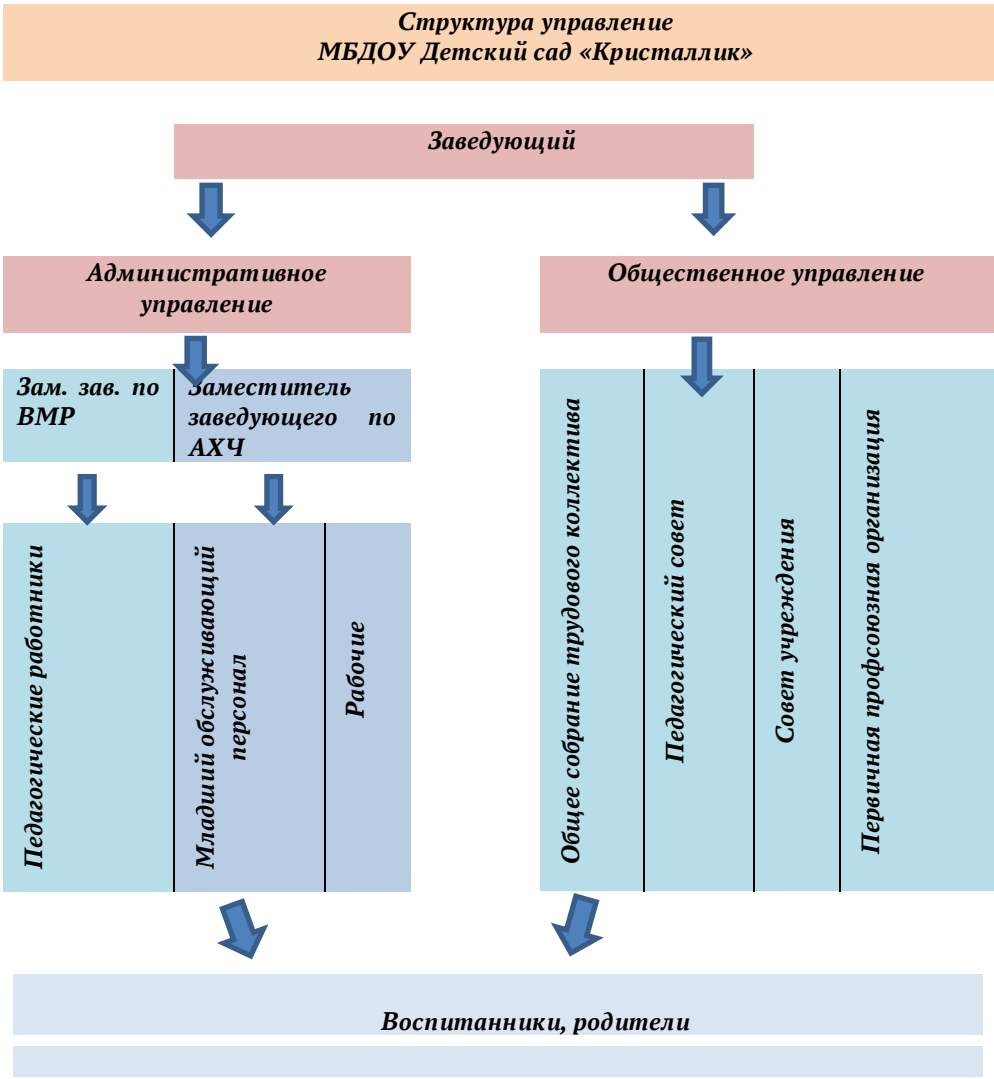 Структура управление
МБДОУ Детский сад «Кристаллик»
Заведующий
Административное
управление
Общественное управление
Зам. зав. по
ВМР
Заместитель
заведующего по
АХЧ
Педагогические работники
Младший обслуживающий
персонал
Рабочие
Общее собрание трудового коллектива
Педагогический совет
Совет учреждения
Первичная профсоюзная организация
Воспитанники, родители